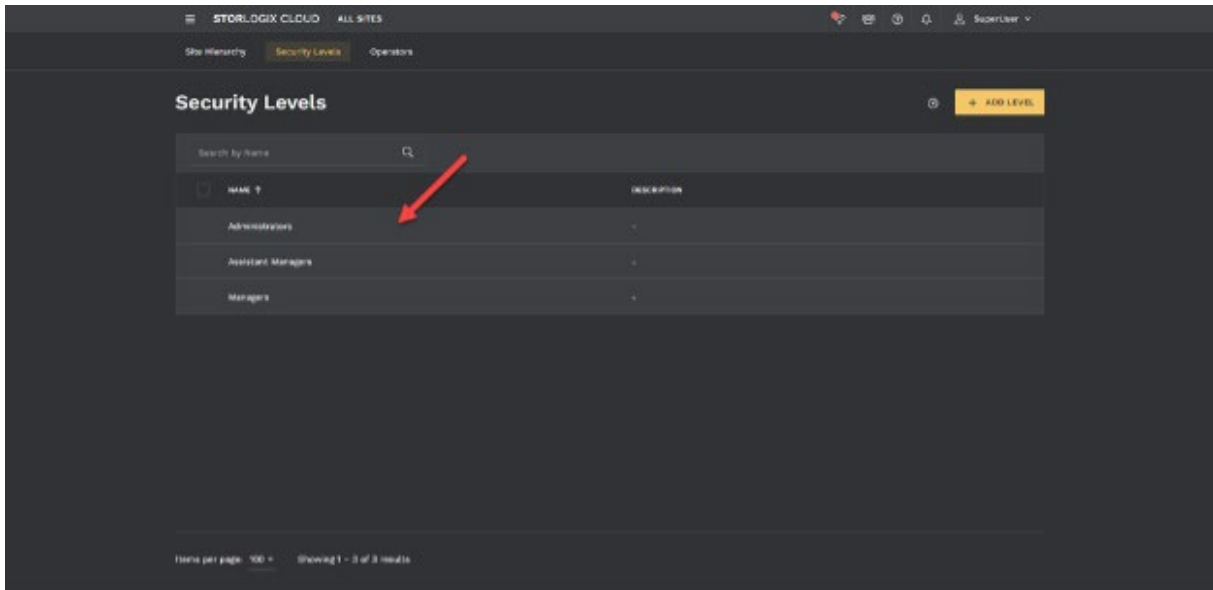 STORLOGIX CLOUD ALL SITES SuperUser
Site Hierarchy Security Levels Operators
Security Levels + ADD LEVEL
Search by Name
NAME ↑ DESCRIPTION
Administrators -
Assistant Managers -
Managers -
Items per page: 100 Showing 1 - 3 of 3 results